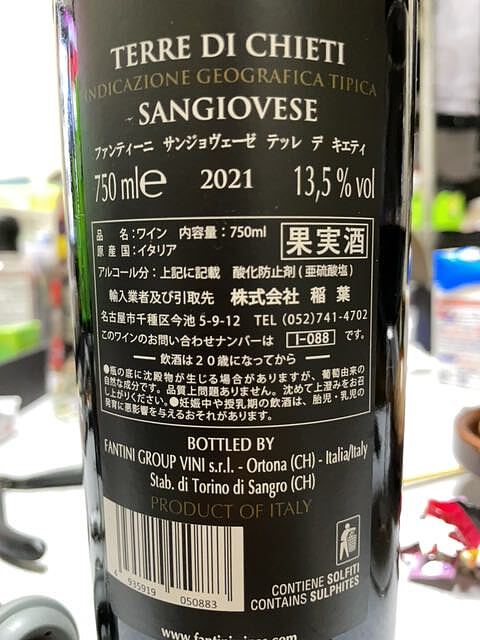 TERRE DI CHIETI
INDICAZIONE GEOGRAFICA TIPICA
SANGIOVESE
ファンティーニ サンジョヴェーゼ テッレ デ キエティ
750 mle 2021 13,5 % vol
品 名：ワイン 内容量：750ml
原 産 国：イタリア
果実酒
アルコール分：上記に記載 酸化防止剤(亜硫酸塩)
輸入業者及び引取先 株式会社 稲葉
名古屋市千種区今池 5-9-12 TEL (052)741-4702
このワインのお問い合わせナンバーは I-088 です。
飲酒は20歳になってから
●瓶の底に沈殿物が生じる場合がありますが、葡萄由来の
自然な成分です。品質上問題ありません。沈めて上澄みをお召
し上がりください。●妊娠中や授乳期の飲酒は、胎児・乳児の
発育に悪影響を与えるおそれがあります。
BOTTLED BY
FANTINI GROUP VINI s.r.l. - Ortona (CH) - Italia/Italy
Stab. di Torino di Sangro (CH)
PRODUCT OF ITALY
4 935919 050883
CONTIENE SOLFITI
CONTAINS SULPHITES